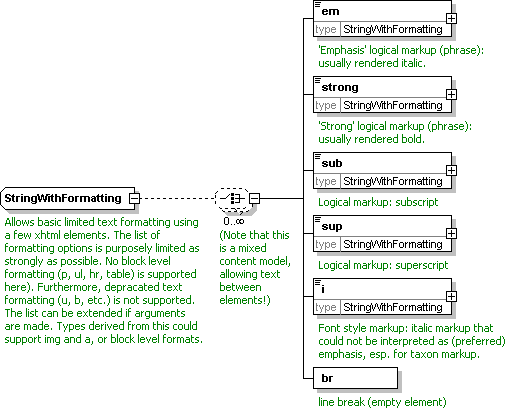 em
type StringWithFormatting
'Emphasis' logical markup (phrase):
usually rendered italic.
strong
type StringWithFormatting
'Strong' logical markup (phrase):
usually rendered bold.
sub
type StringWithFormatting
Logical markup: subscript
sup
type StringWithFormatting
Logical markup: superscript
i
type StringWithFormatting
Font style markup: italic markup that
could not be interpreted as (preferred)
emphasis, esp. for taxon markup.
br
line break (empty element)
StringWithFormatting
Allows basic limited text formatting using
a few xhtml elements. The list of
formatting options is purposely limited as
strongly as possible. No block level
formatting (p, ul, hr, table) is supported
here). Furthermore, depracated text
formatting (u, b, etc.) is not supported.
The list can be extended if arguments
are made. Types derived from this could
support img and a, or block level formats.
0..∞
(Note that this
is a mixed
content model,
allowing text
between
elements!)